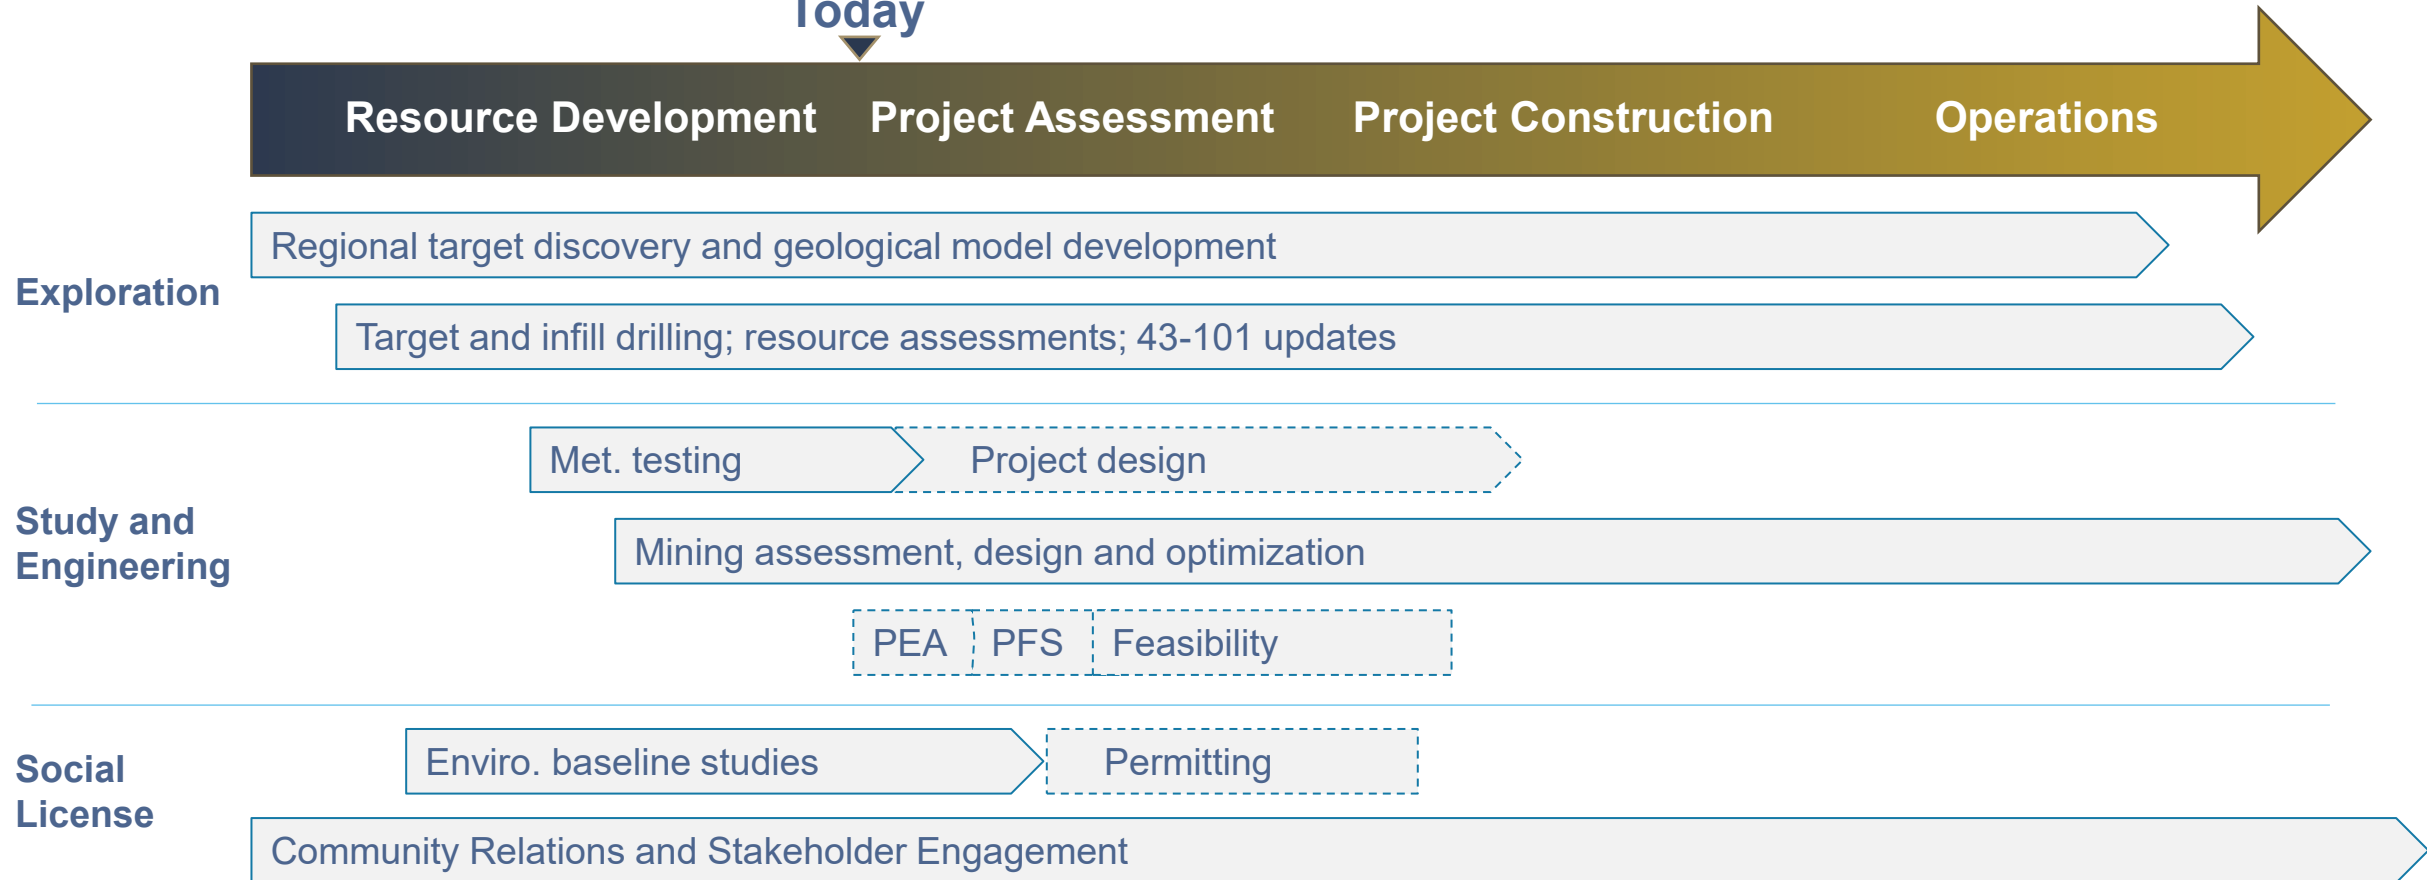 Today
Resource Development Project Assessment Project Construction Operations
Regional target discovery and geological model development
Exploration
Target and infill drilling; resource assessments; 43-101 updates
Met. testing Project design
Study and
Engineering
Mining assessment, design and optimization
PEA PFS Feasibility
Enviro. baseline studies Permitting
Social
License
Community Relations and Stakeholder Engagement